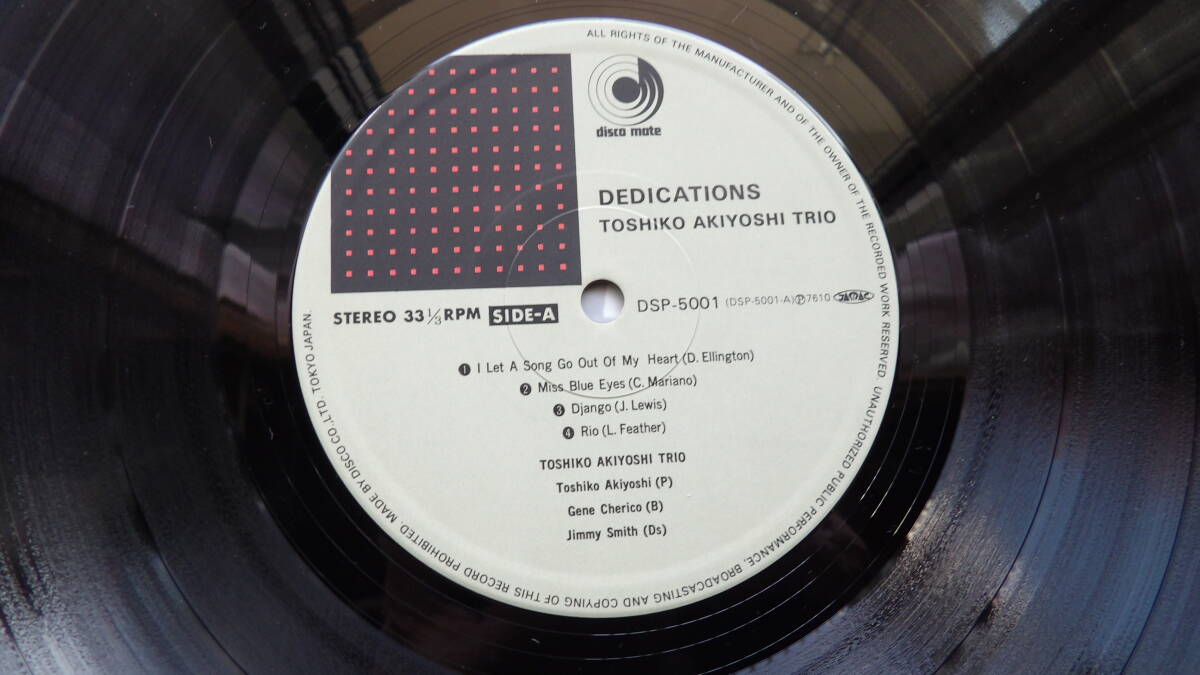 disco mate
DEDICATIONS
TOSHIKO AKIYOSHI TRIO
DSP-5001 (DSP-5001-A) Ⓟ7610 JASRAC
STEREO 33 1/3 RPM SIDE-A
❶ I Let A Song Go Out Of My Heart (D. Ellington)
❷ Miss Blue Eyes (C. Mariano)
❸ Django (J. Lewis)
❹ Rio (L. Feather)
TOSHIKO AKIYOSHI TRIO
Toshiko Akiyoshi (P)
Gene Cherico (B)
Jimmy Smith (Ds)
ALL RIGHTS OF THE MANUFACTURER AND OF THE OWNER OF THE RECORDED WORK RESERVED. UNAUTHORIZED PUBLIC PERFORMANCE, BROADCASTING AND COPYING OF THIS RECORD PROHIBITED. MADE BY DISCO CO., LTD. TOKYO JAPAN.